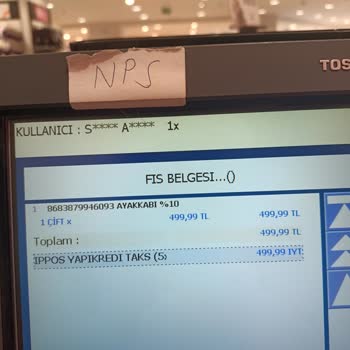 NPS
TOS
KULLANICI : S**** A**** 1x
FIS BELGESI...()
1 8683879946093 AYAKKABI %10
1 ÇİFT x 499,99 TL 499,99 TL
Toplam : 499,99 TL
IPPOS YAPIKREDI TAKS (5) 499,99 IYT